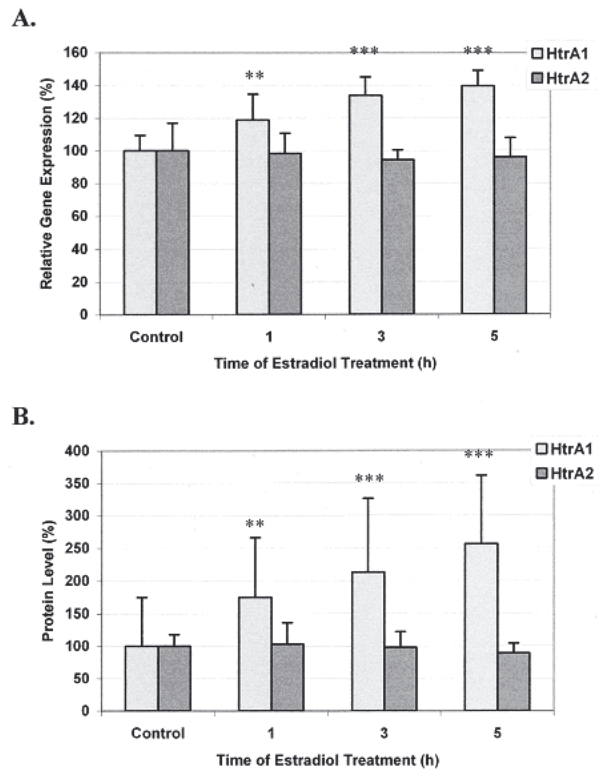 A.
160
140
120
100
80
60
40
20
0
Relative Gene Expression (%)
**
***
***
HtrA1
HtrA2
Control
1
3
5
Time of Estradiol Treatment (h)
B.
400
350
300
250
200
150
100
50
0
Protein Level (%)
**
***
***
HtrA1
HtrA2
Control
1
3
5
Time of Estradiol Treatment (h)